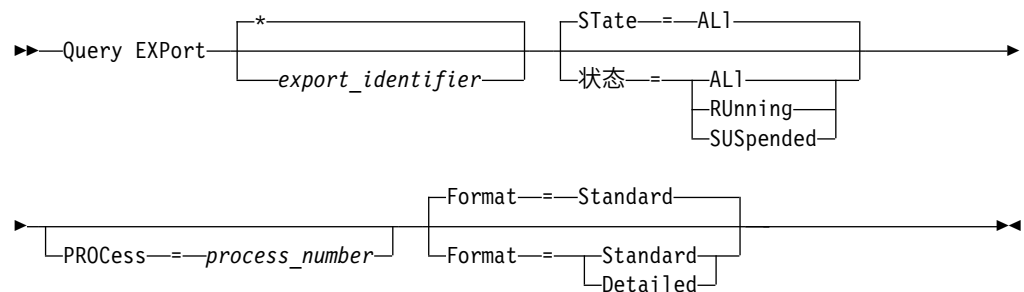 * STate = ALl
Query EXPort
export_identifier 状态 = ALl
RUnning
SUSpended
Format = Standard
PROCess = process_number Format = Standard
Detailed